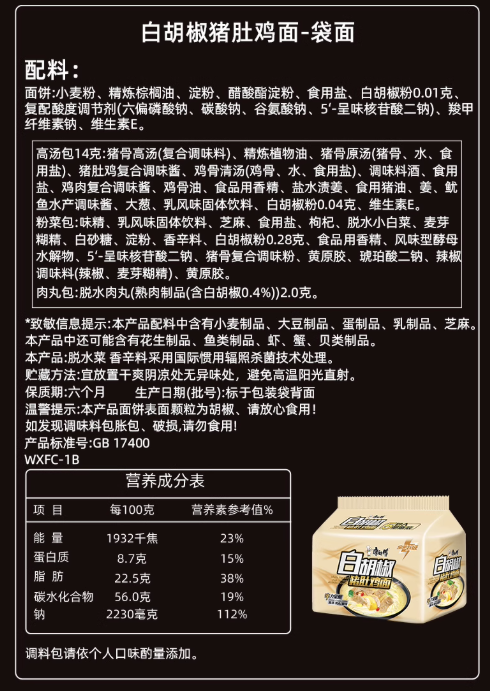 白胡椒猪肚鸡面-袋面
配料：
面饼:小麦粉、精炼棕榈油、淀粉、醋酸酯淀粉、食用盐、白胡椒粉0.01克、
复配酸度调节剂(六偏磷酸钠、碳酸钠、谷氨酸钠、5′-呈味核苷酸二钠)、羧甲
纤维素钠、维生素E。
高汤包14克:猪骨高汤(复合调味料)、精炼植物油、猪骨原汤(猪骨、水、食
用盐)、猪肚鸡复合调味酱、鸡骨清汤(鸡骨、水、食用盐)、调味料酒、食用
盐、鸡肉复合调味酱、鸡骨油、食品用香精、盐水渍姜、食用猪油、姜、鱿
鱼水产调味酱、大葱、乳风味固体饮料、白胡椒粉0.04克、维生素E。
粉菜包:味精、乳风味固体饮料、芝麻、食用盐、枸杞、脱水小白菜、麦芽
糊精、白砂糖、淀粉、香辛料、白胡椒粉0.28克、食品用香精、风味型酵母
水解物、5′-呈味核苷酸二钠、猪骨复合调味粉、黄原胶、琥珀酸二钠、辣椒
调味料(辣椒、麦芽糊精)、黄原胶。
肉丸包:脱水肉丸(熟肉制品(含白胡椒0.4%))2.0克。
*致敏信息提示:本产品配料中含有小麦制品、大豆制品、蛋制品、乳制品、芝麻。
本产品中还可能含有花生制品、鱼类制品、虾、蟹、贝类制品。
本产品:脱水菜 香辛料采用国际惯用辐照杀菌技术处理。
贮藏方法:宜放置干爽阴凉处无异味处，避免高温阳光直射。
保质期:六个月 生产日期(批号):标于包装袋背面
温警提示:本产品面饼表面颗粒为胡椒、请放心食用!
如发现调味料包胀包、破损,请勿食用!
产品标准号:GB 17400
WXFC-1B
营养成分表
项 目 每100克 营养素参考值%
能 量 1932千焦 23%
蛋白质 8.7克 15%
脂 肪 22.5克 38%
碳水化合物 56.0克 19%
钠 2230毫克 112%
康师傅
白胡椒
猪肚鸡面
调料包请依个人口味酌量添加。